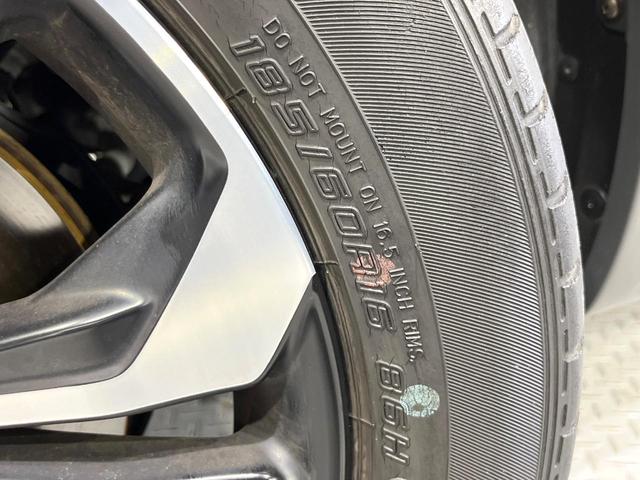 DO NOT MOUNT ON 16.5 INCH RIMS.
185/60R16 86H